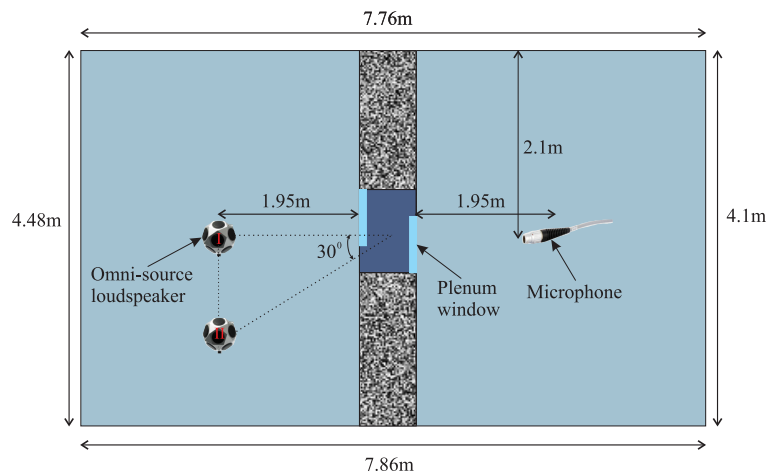 7.76m
2.1m
1.95m
1.95m
4.48m
4.1m
I
30⁰
Omni-source
loudspeaker
Plenum
window
Microphone
II
7.86m